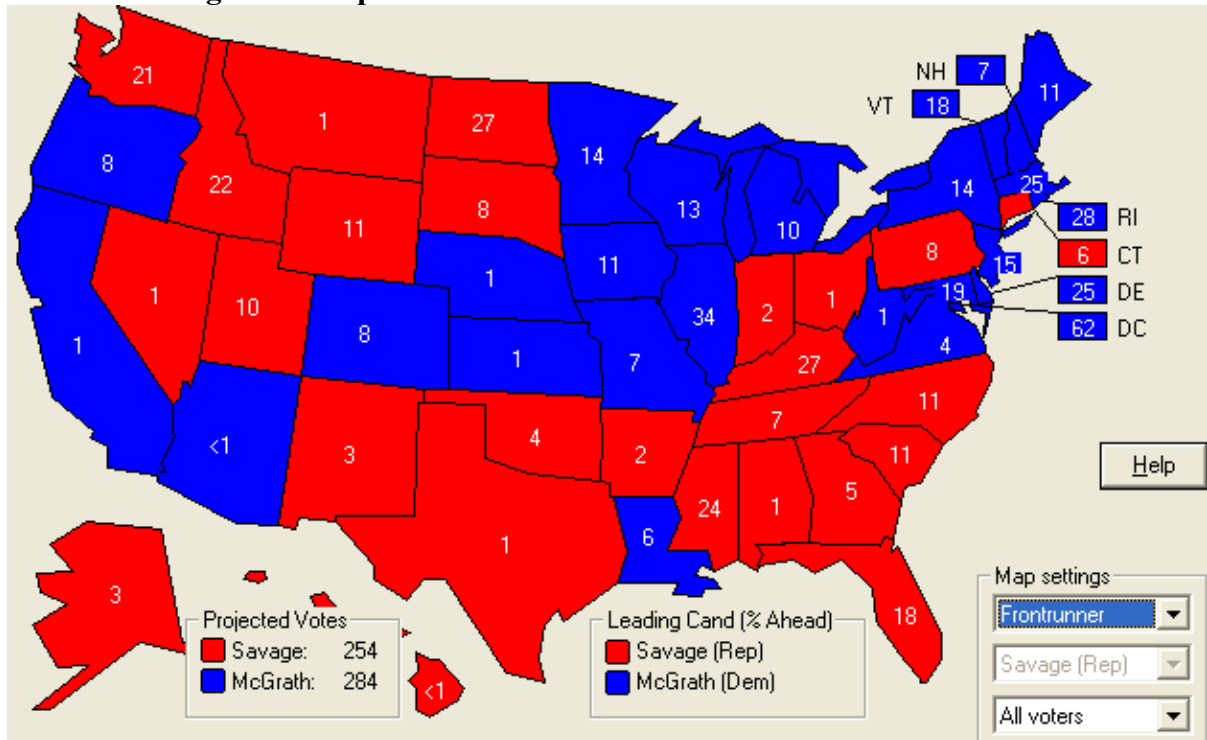 21
1
27
14
NH 7
VT 18
11
8
22
11
8
13
10
14
25
28 RI
6 CT
25 DE
62 DC
1
10
8
1
1
11
7
34
2
1
8
15
19
1
4
1
<1
3
4
2
27
7
11
11
5
1
24
6
1
18
3
<1
Help
Projected Votes
Savage: 254
McGrath: 284
Leading Cand (% Ahead)
Savage (Rep)
McGrath (Dem)
Map settings
Frontrunner
Savage (Rep)
All voters